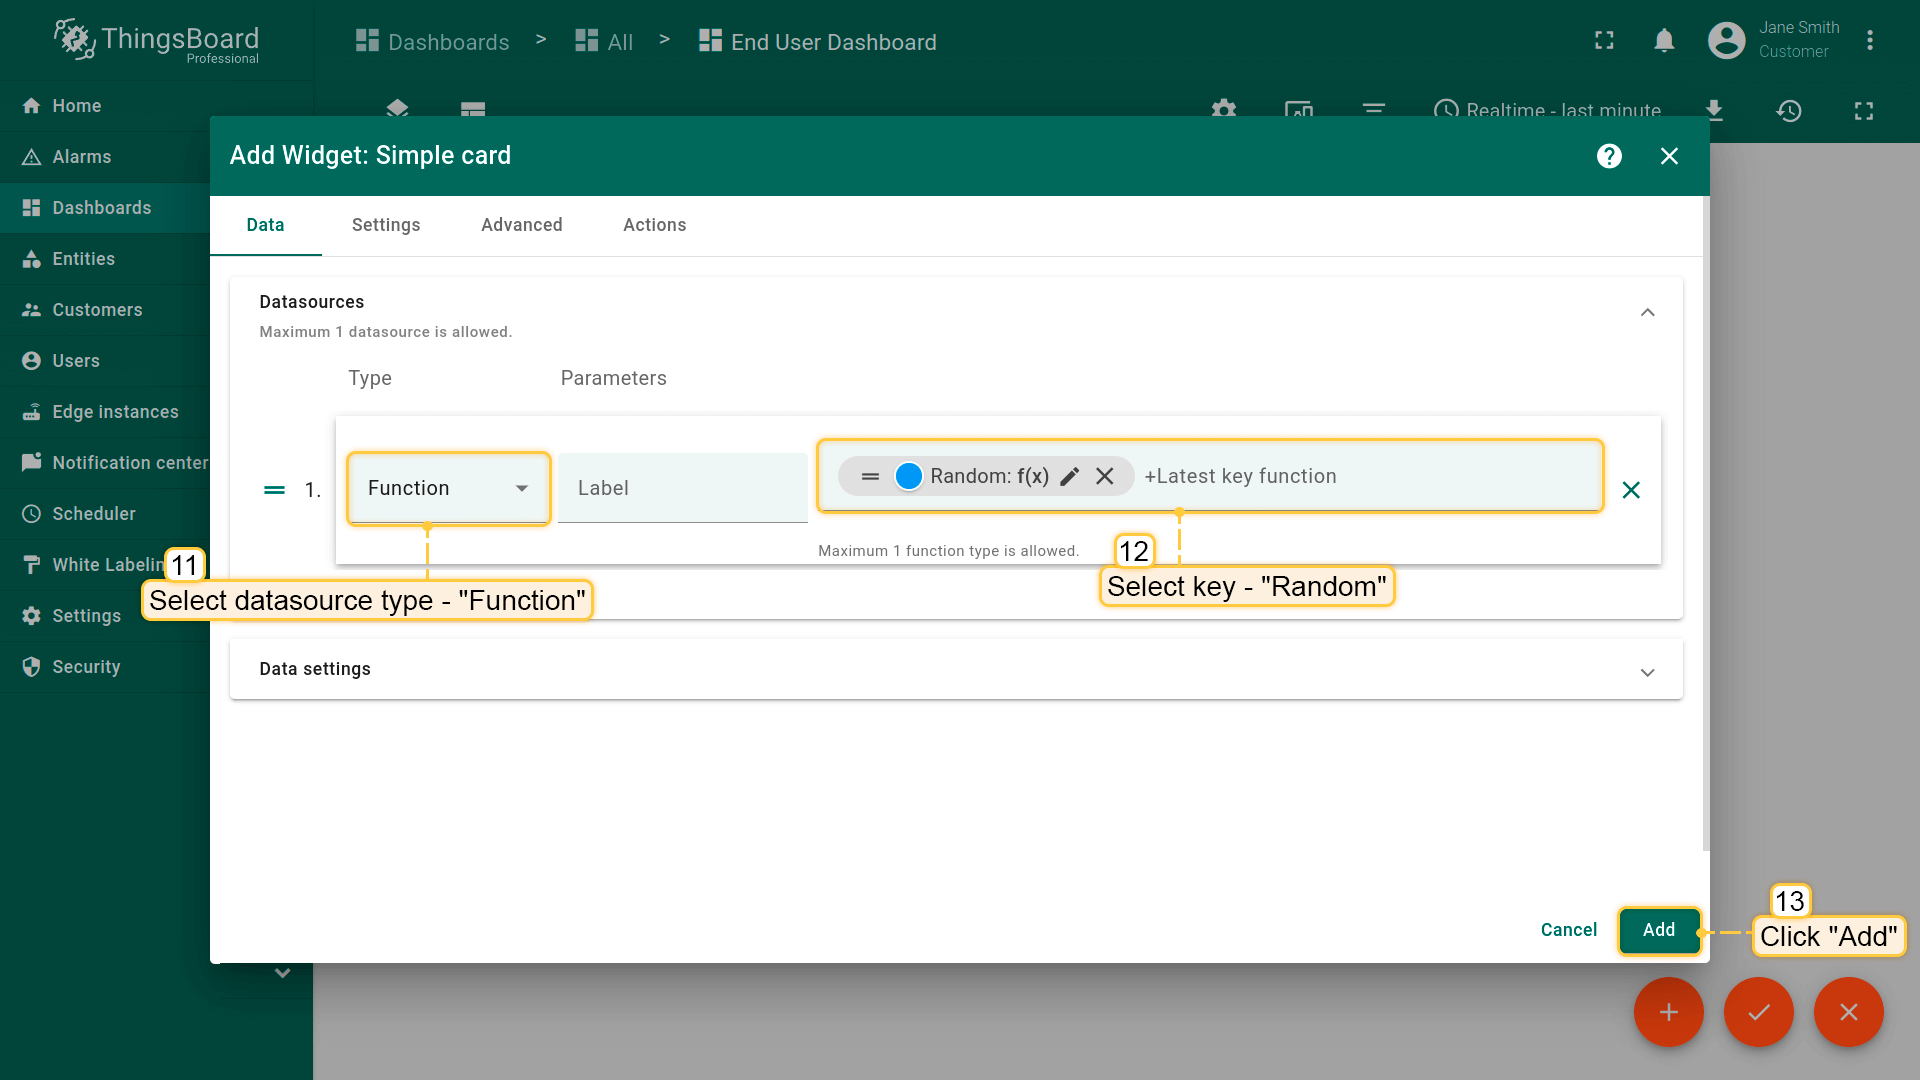 ThingsBoard
Professional
Dashboards > All > End User Dashboard
Jane Smith
Customer
Home
Alarms
Dashboards
Entities
Customers
Users
Edge instances
Notification center
Scheduler
White Labelin
Settings
Security
Realtime - last minute
Add Widget: Simple card
?
Data Settings Advanced Actions
Datasources
Maximum 1 datasource is allowed.
Type Parameters
1. Function Label Random: f(x) +Latest key function
Maximum 1 function type is allowed.
11
Select datasource type - "Function"
12
Select key - "Random"
Data settings
Cancel Add
13
Click "Add"